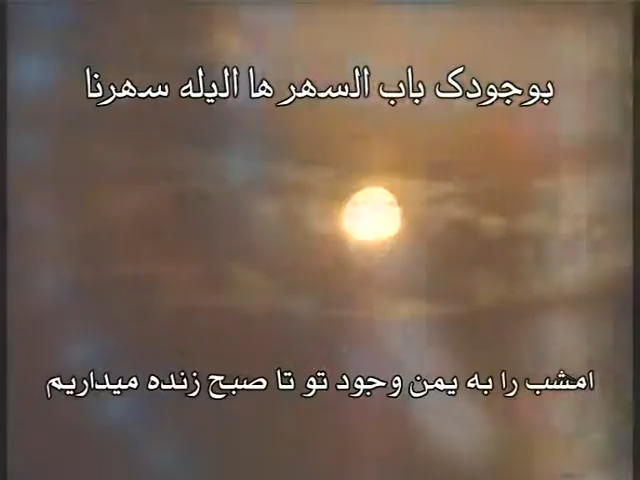 بوجودک باب السهر ها الیله سهرنا
امشب را به یمن وجود تو تا صبح زنده میداریم